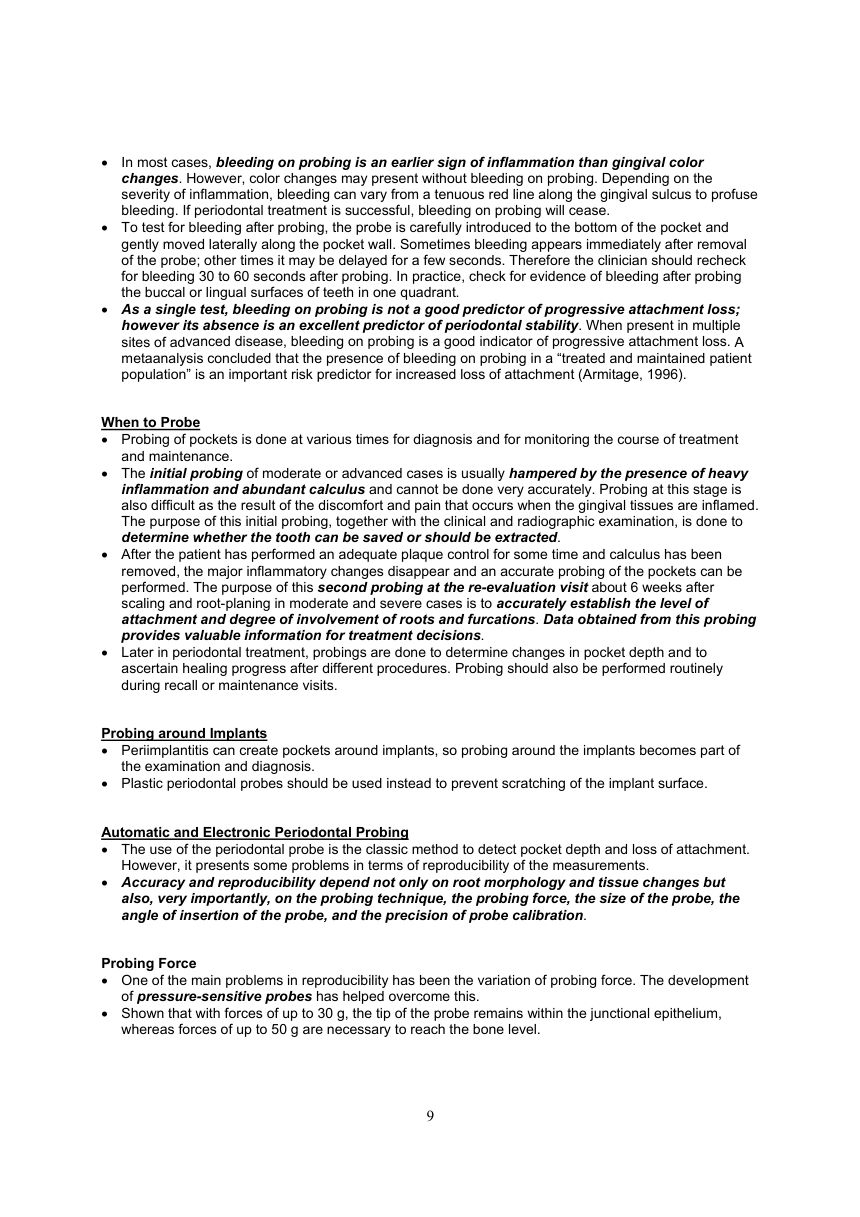 • In most cases, bleeding on probing is an earlier sign of inflammation than gingival color
changes. However, color changes may present without bleeding on probing. Depending on the
severity of inflammation, bleeding can vary from a tenuous red line along the gingival sulcus to profuse
bleeding. If periodontal treatment is successful, bleeding on probing will cease.
• To test for bleeding after probing, the probe is carefully introduced to the bottom of the pocket and
gently moved laterally along the pocket wall. Sometimes bleeding appears immediately after removal
of the probe; other times it may be delayed for a few seconds. Therefore the clinician should recheck
for bleeding 30 to 60 seconds after probing. In practice, check for evidence of bleeding after probing
the buccal or lingual surfaces of teeth in one quadrant.
• As a single test, bleeding on probing is not a good predictor of progressive attachment loss;
however its absence is an excellent predictor of periodontal stability. When present in multiple
sites of advanced disease, bleeding on probing is a good indicator of progressive attachment loss. A
metaanalysis concluded that the presence of bleeding on probing in a “treated and maintained patient
population” is an important risk predictor for increased loss of attachment (Armitage, 1996).
When to Probe
• Probing of pockets is done at various times for diagnosis and for monitoring the course of treatment
and maintenance.
• The initial probing of moderate or advanced cases is usually hampered by the presence of heavy
inflammation and abundant calculus and cannot be done very accurately. Probing at this stage is
also difficult as the result of the discomfort and pain that occurs when the gingival tissues are inflamed.
The purpose of this initial probing, together with the clinical and radiographic examination, is done to
determine whether the tooth can be saved or should be extracted.
• After the patient has performed an adequate plaque control for some time and calculus has been
removed, the major inflammatory changes disappear and an accurate probing of the pockets can be
performed. The purpose of this second probing at the re-evaluation visit about 6 weeks after
scaling and root-planing in moderate and severe cases is to accurately establish the level of
attachment and degree of involvement of roots and furcations. Data obtained from this probing
provides valuable information for treatment decisions.
• Later in periodontal treatment, probings are done to determine changes in pocket depth and to
ascertain healing progress after different procedures. Probing should also be performed routinely
during recall or maintenance visits.
Probing around Implants
• Periimplantitis can create pockets around implants, so probing around the implants becomes part of
the examination and diagnosis.
• Plastic periodontal probes should be used instead to prevent scratching of the implant surface.
Automatic and Electronic Periodontal Probing
• The use of the periodontal probe is the classic method to detect pocket depth and loss of attachment.
However, it presents some problems in terms of reproducibility of the measurements.
• Accuracy and reproducibility depend not only on root morphology and tissue changes but
also, very importantly, on the probing technique, the probing force, the size of the probe, the
angle of insertion of the probe, and the precision of probe calibration.
Probing Force
• One of the main problems in reproducibility has been the variation of probing force. The development
of pressure-sensitive probes has helped overcome this.
• Shown that with forces of up to 30 g, the tip of the probe remains within the junctional epithelium,
whereas forces of up to 50 g are necessary to reach the bone level.
9